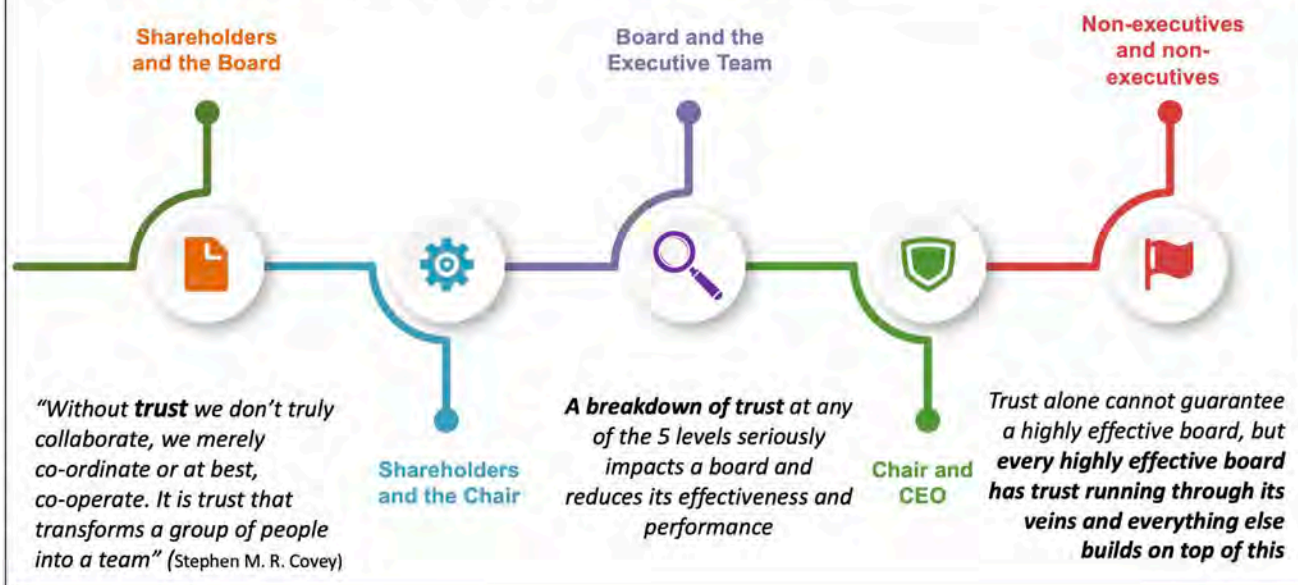 Shareholders
and the Board
Board and the
Executive Team
Non-executives
and non-
executives
"Without trust we don't truly
collaborate, we merely
co-ordinate or at best,
co-operate. It is trust that
transforms a group of people
into a team" (Stephen M. R. Covey)
Shareholders
and the Chair
A breakdown of trust at any
of the 5 levels seriously
impacts a board and
reduces its effectiveness and
performance
Chair and
CEO
Trust alone cannot guarantee
a highly effective board, but
every highly effective board
has trust running through its
veins and everything else
builds on top of this